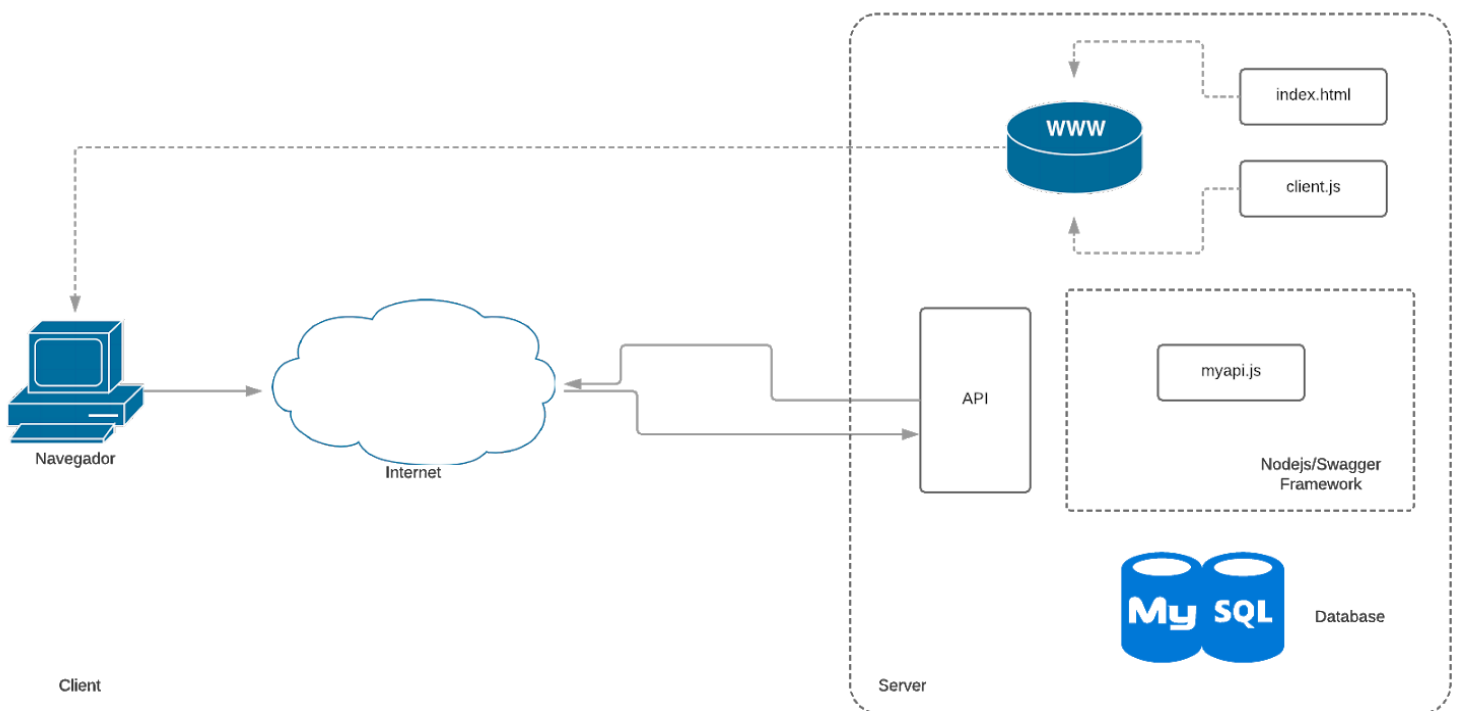 WWW
index.html
client.js
myapi.js
API
Nodejs/Swagger
Framework
Navegador
Internet
My SQL
Database
Client
Server